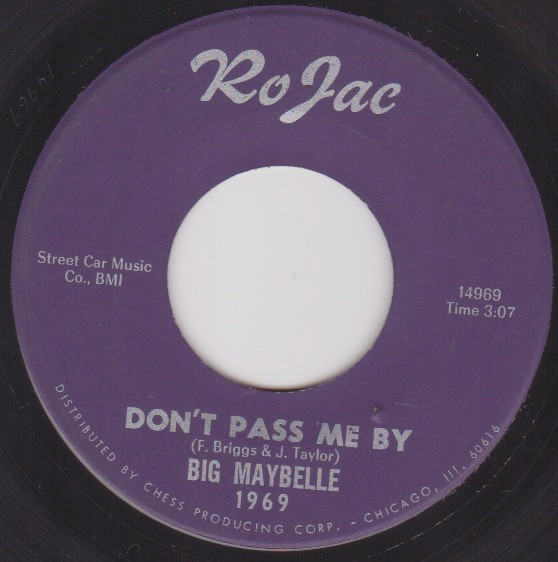 RoJac
Street Car Music
Co., BMI
14969
Time 3:07
DON'T PASS ME BY
(F. Briggs & J. Taylor)
BIG MAYBELLE
1969
DISTRIBUTED BY CHESS PRODUCING CORP. - CHICAGO, ILL. 60616